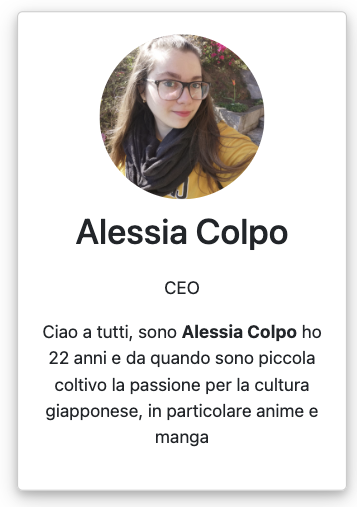 Alessia Colpo
CEO
Ciao a tutti, sono Alessia Colpo ho
22 anni e da quando sono piccola
coltivo la passione per la cultura
giapponese, in particolare anime e
manga